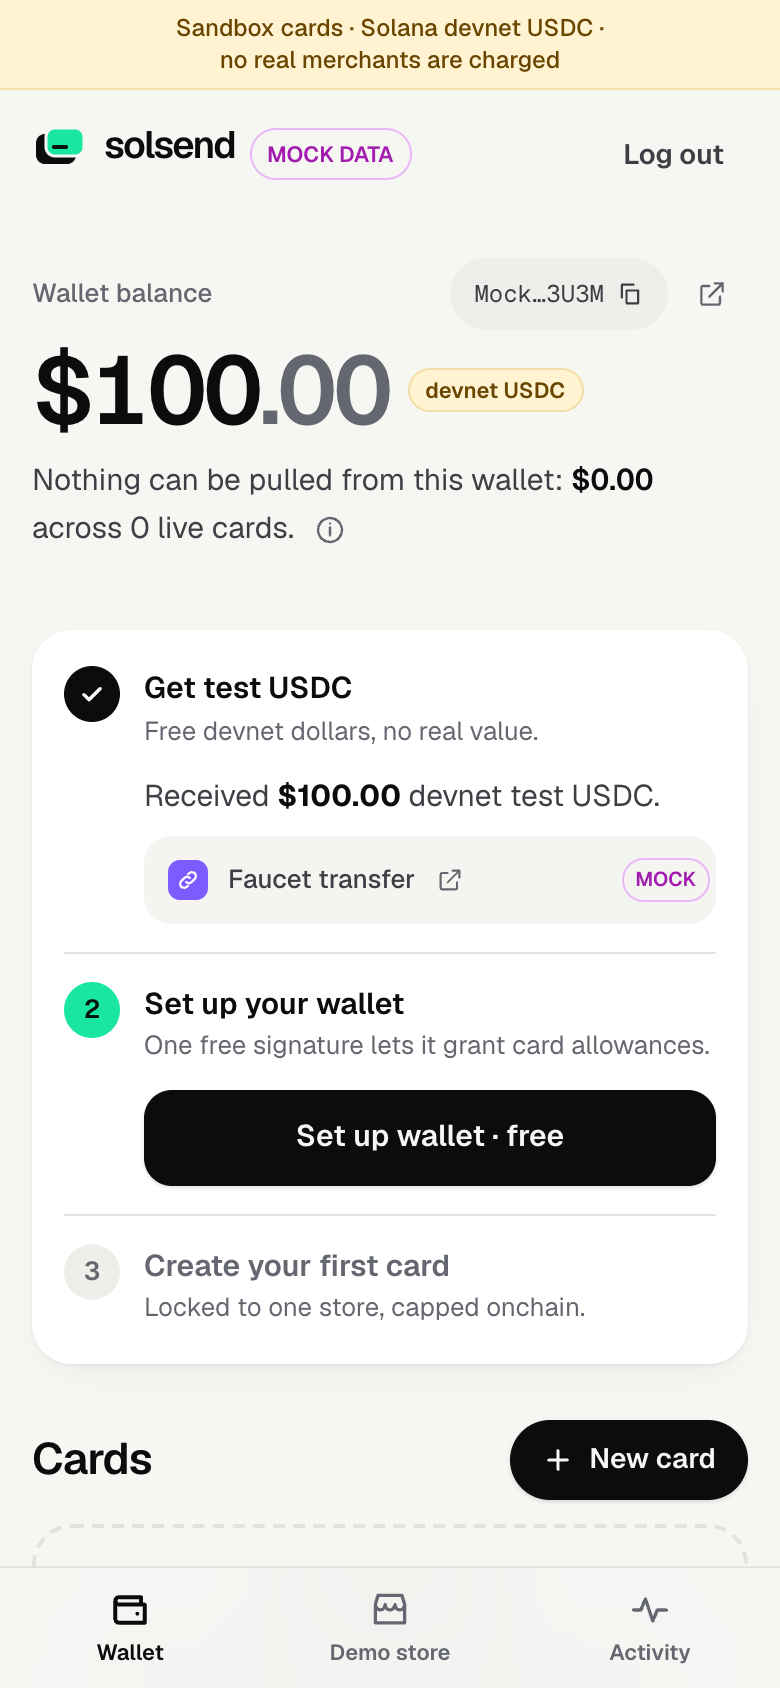 Sandbox cards · Solana devnet USDC ·
no real merchants are charged
solsend MOCK DATA Log out
Wallet balance Mock…3U3M
$100.00 devnet USDC
Nothing can be pulled from this wallet: $0.00
across 0 live cards.
Get test USDC
Free devnet dollars, no real value.
Received $100.00 devnet test USDC.
Faucet transfer MOCK
2 Set up your wallet
One free signature lets it grant card allowances.
Set up wallet · free
3 Create your first card
Locked to one store, capped onchain.
Cards + New card
Wallet Demo store Activity